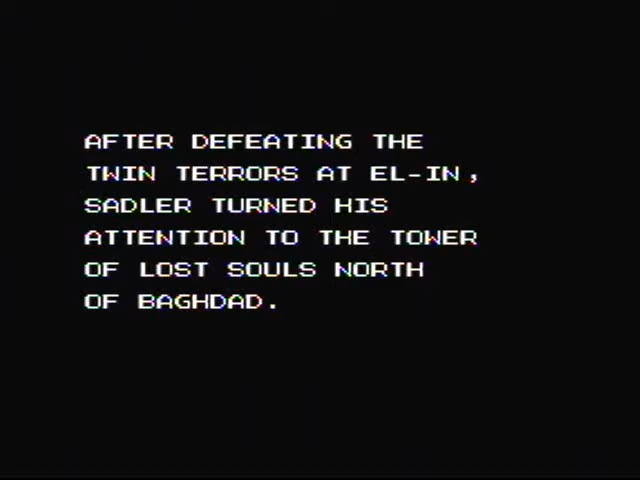 AFTER DEFEATING THE
TWIN TERRORS AT EL-IN,
SADLER TURNED HIS
ATTENTION TO THE TOWER
OF LOST SOULS NORTH
OF BAGHDAD.